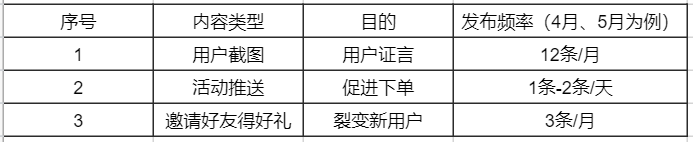 序号 内容类型 目的 发布频率（4月、5月为例）
1 用户截图 用户证言 12条/月
2 活动推送 促进下单 1条-2条/天
3 邀请好友得好礼 裂变新用户 3条/月